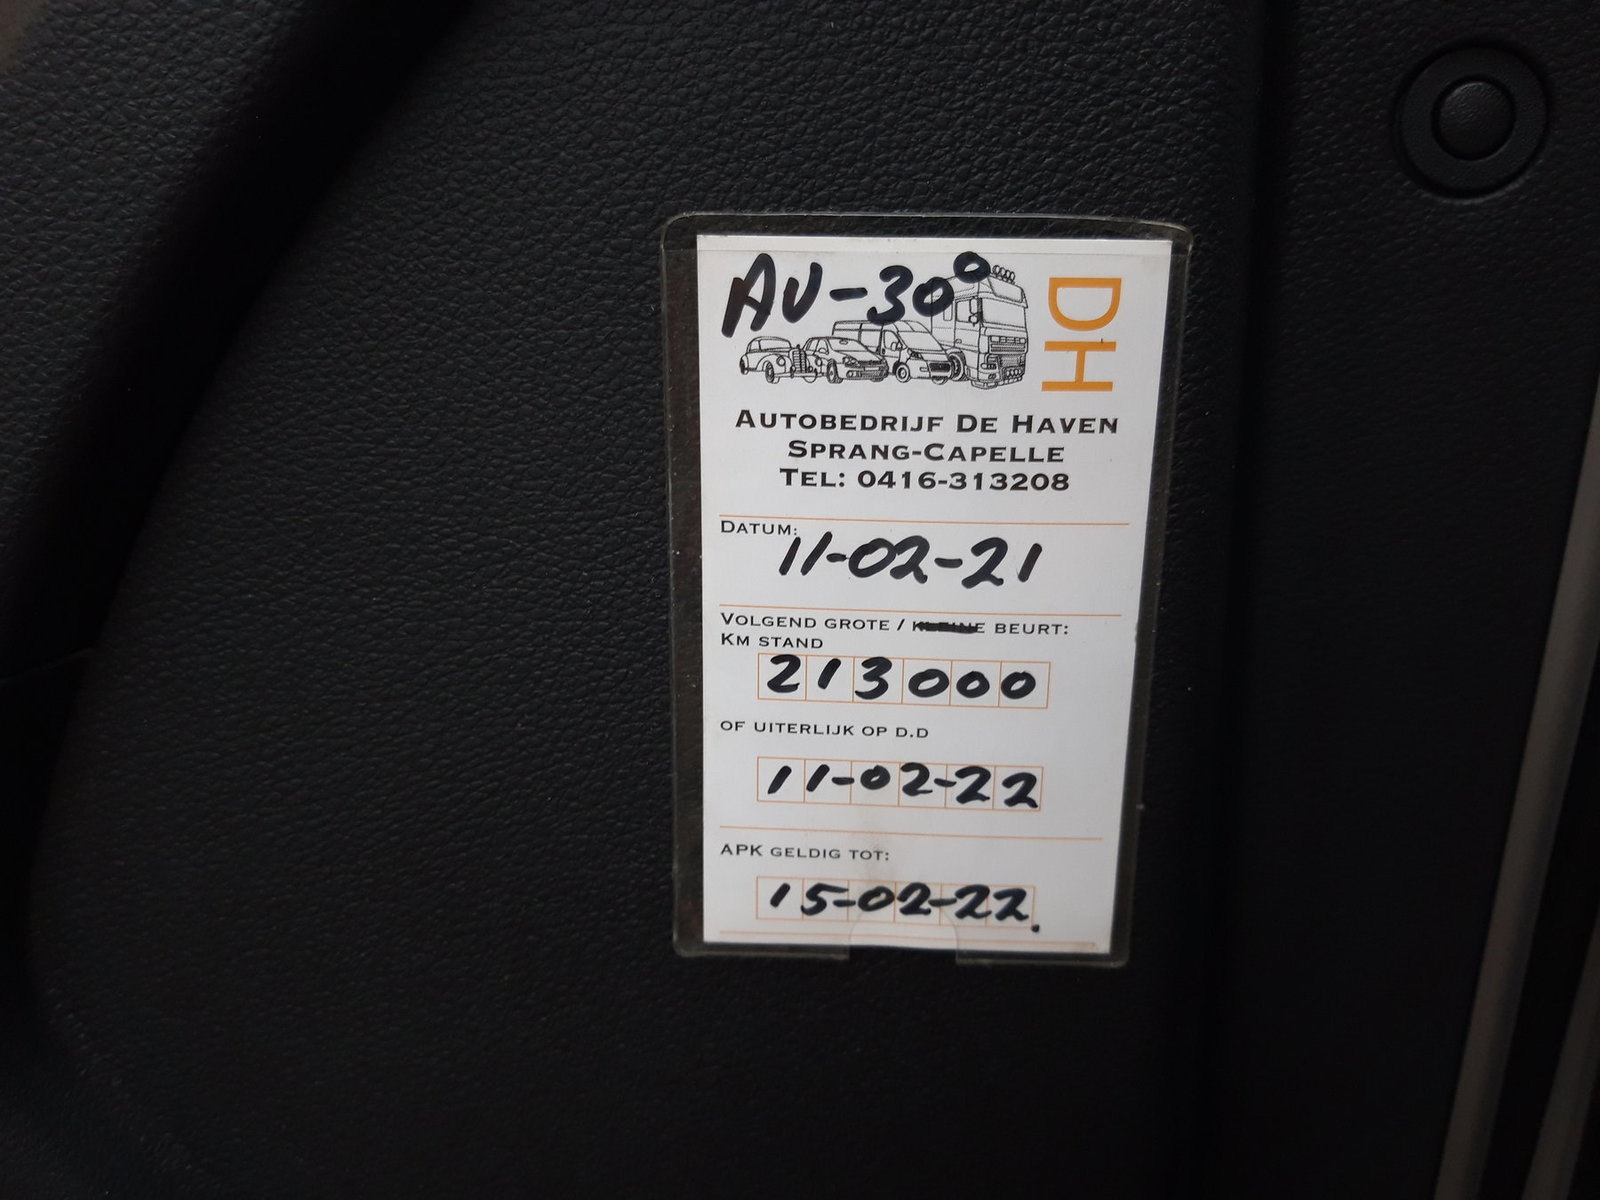 AV-30°
DH
AUTOBEDRIJF DE HAVEN
SPRANG-CAPELLE
TEL: 0416-313208
DATUM:
11-02-21
VOLGEND GROTE / KLEINE BEURT:
KM STAND
213000
OF UITERLIJK OP D.D
11-02-22
APK GELDIG TOT:
15-02-22.